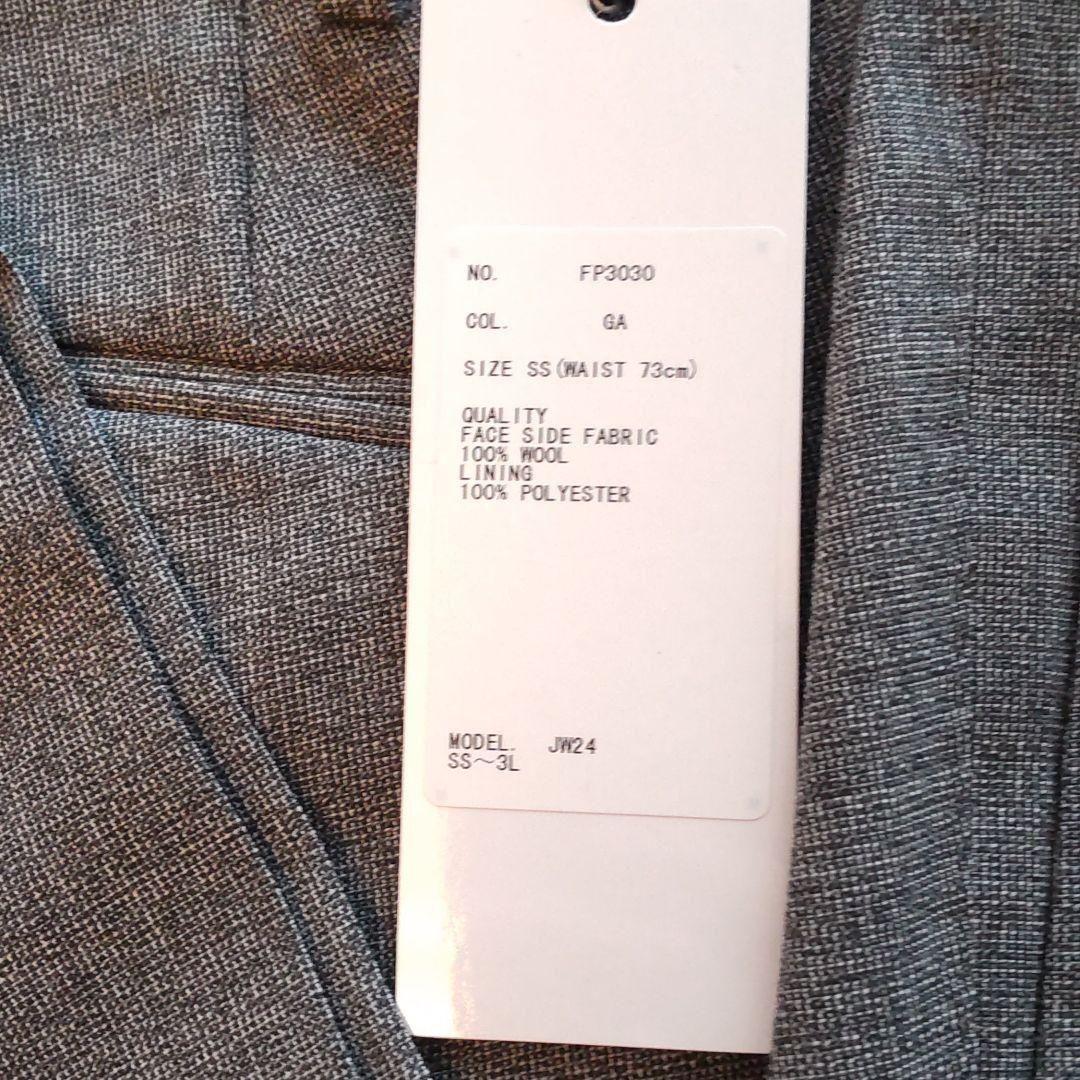 NO. FP3030
COL. GA
SIZE SS(WAIST 73cm)
QUALITY
FACE SIDE FABRIC
100% WOOL
LINING
100% POLYESTER
MODEL. JW24
SS～3L